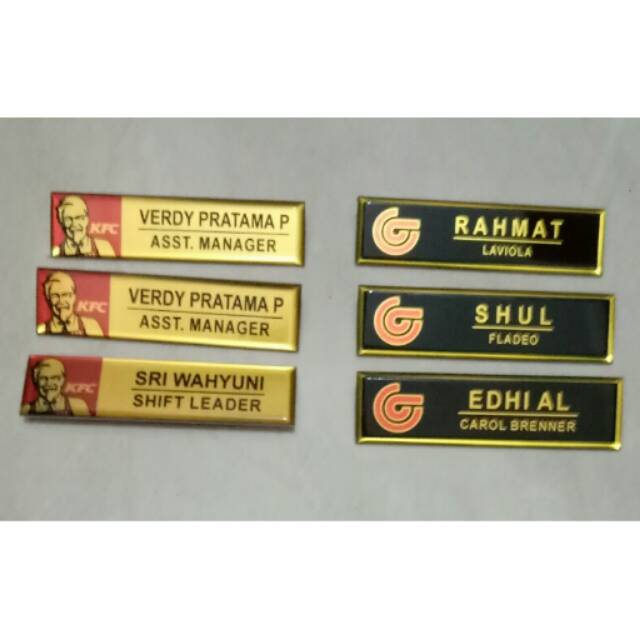 KFC
VERDY PRATAMA P
ASST. MANAGER
KFC
VERDY PRATAMA P
ASST. MANAGER
KFC
SRI WAHYUNI
SHIFT LEADER
RAHMAT
LAVIOLA
SHUL
FLADEO
EDHI AL
CAROL BRENNER